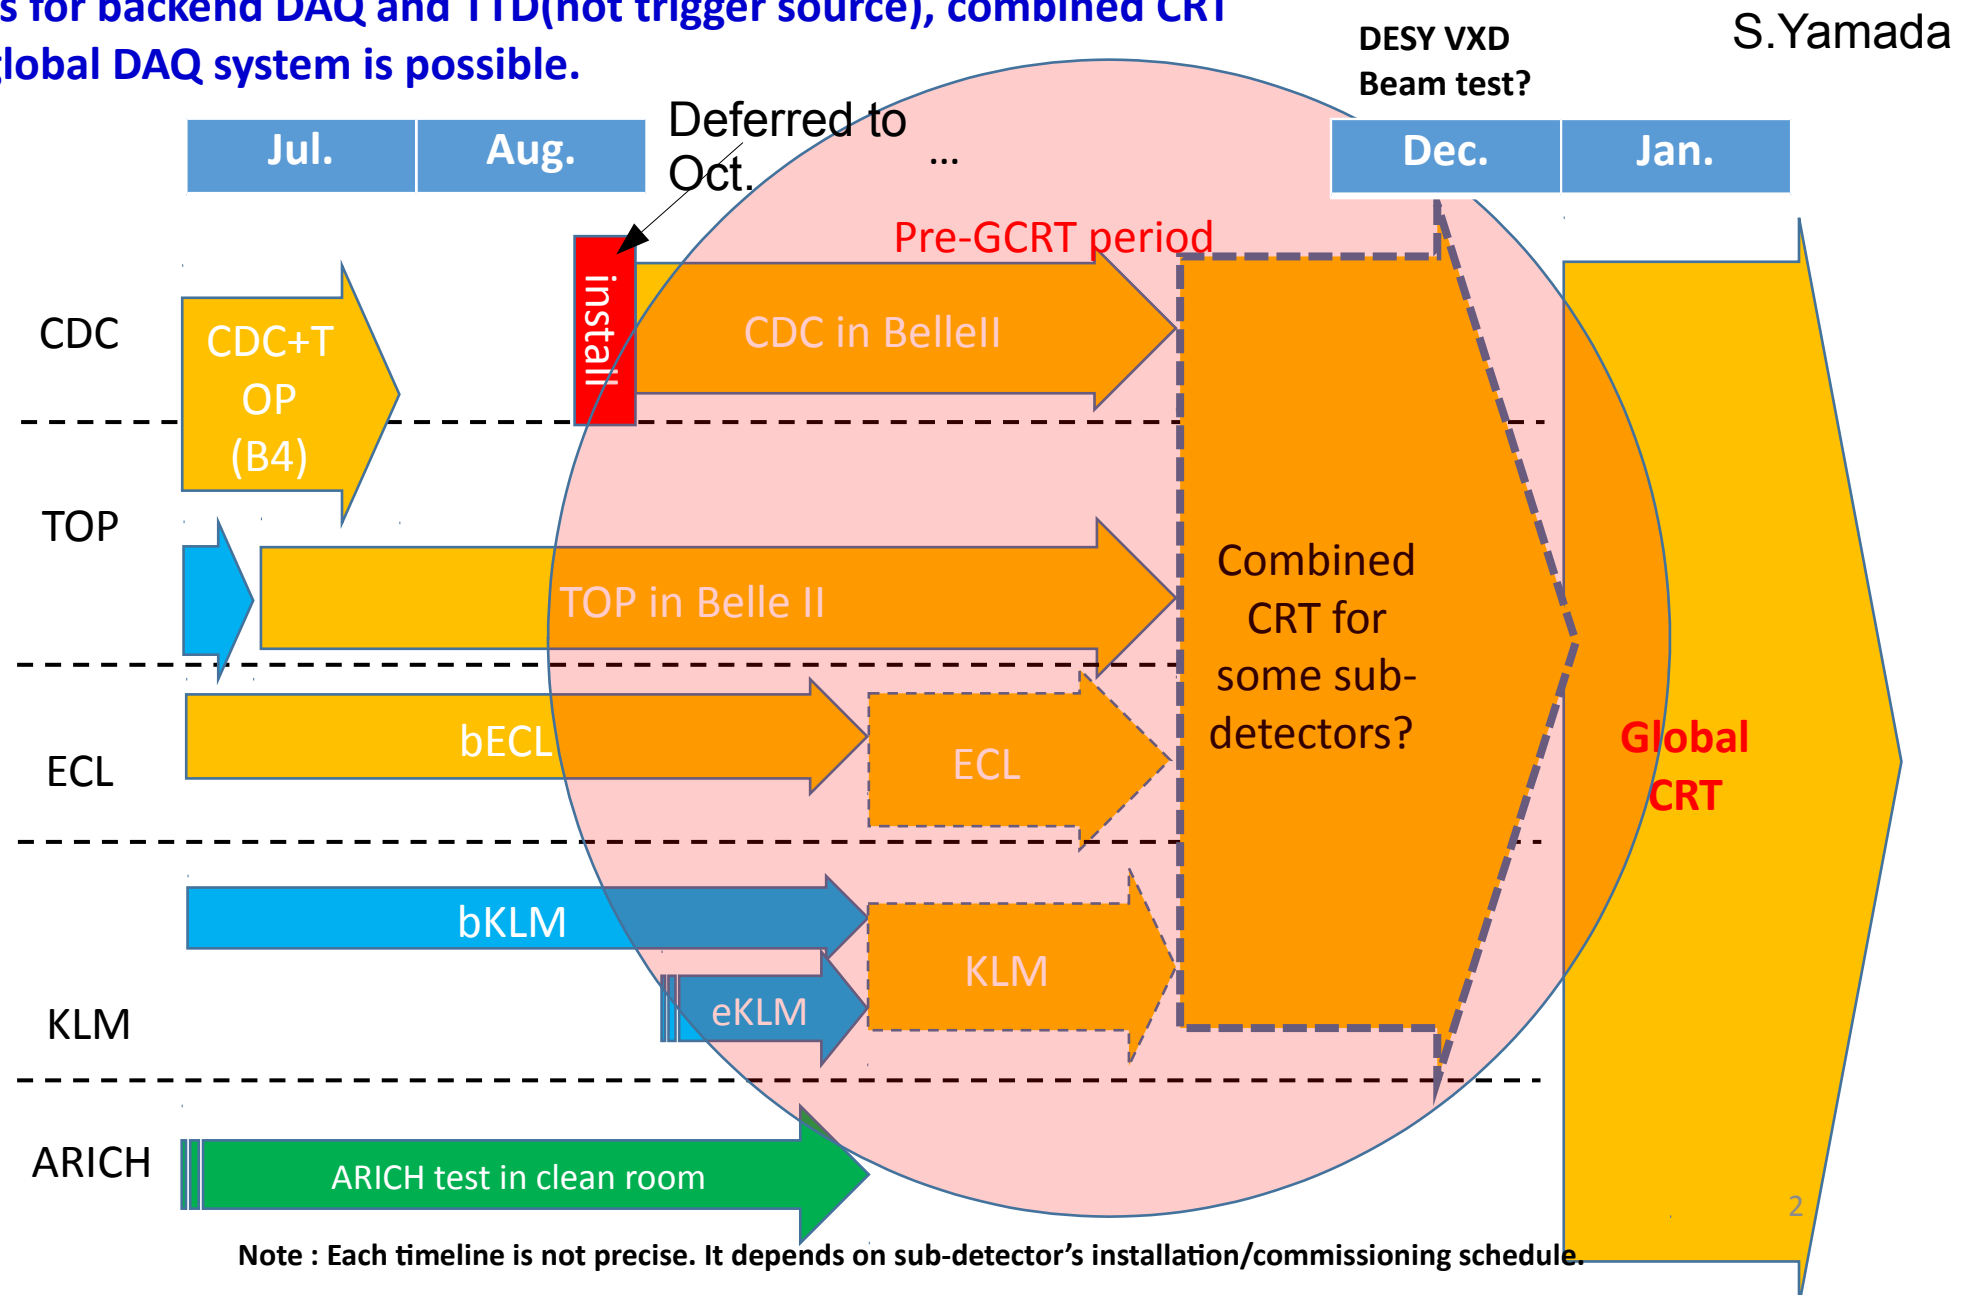 s for backend DAQ and TTD(not trigger source), combined CRT
global DAQ system is possible.
DESY VXD
Beam test?
S.Yamada
Jul.
Aug.
Deferred to
Oct.
...
Dec.
Jan.
Pre-GCRT period
CDC
CDC+T
OP
(B4)
install
CDC in BelleII
TOP
TOP in Belle II
Combined
CRT for
some sub-
detectors?
ECL
bECL
ECL
Global
CRT
bKLM
KLM
eKLM
KLM
ARICH
ARICH test in clean room
2
Note : Each timeline is not precise. It depends on sub-detector's installation/commissioning schedule.